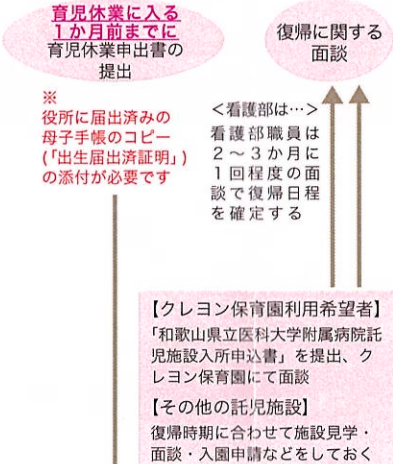 育児休業に入る
1か月前までに
育児休業申出書の
提出
※
役所に届出済みの
母子手帳のコピー
(「出生届出済証明」)
の添付が必要です
復帰に関する
面談
＜看護部は…＞
看護部職員は
2～3か月に
1回程度の面
談で復帰日程
を確定する
【クレヨン保育園利用希望者】
「和歌山県立医科大学附属病院託
児施設入所申込書」を提出、ク
レヨン保育園にて面談
【その他の託児施設】
復帰時期に合わせて施設見学・
面談・入園申請などをしておく